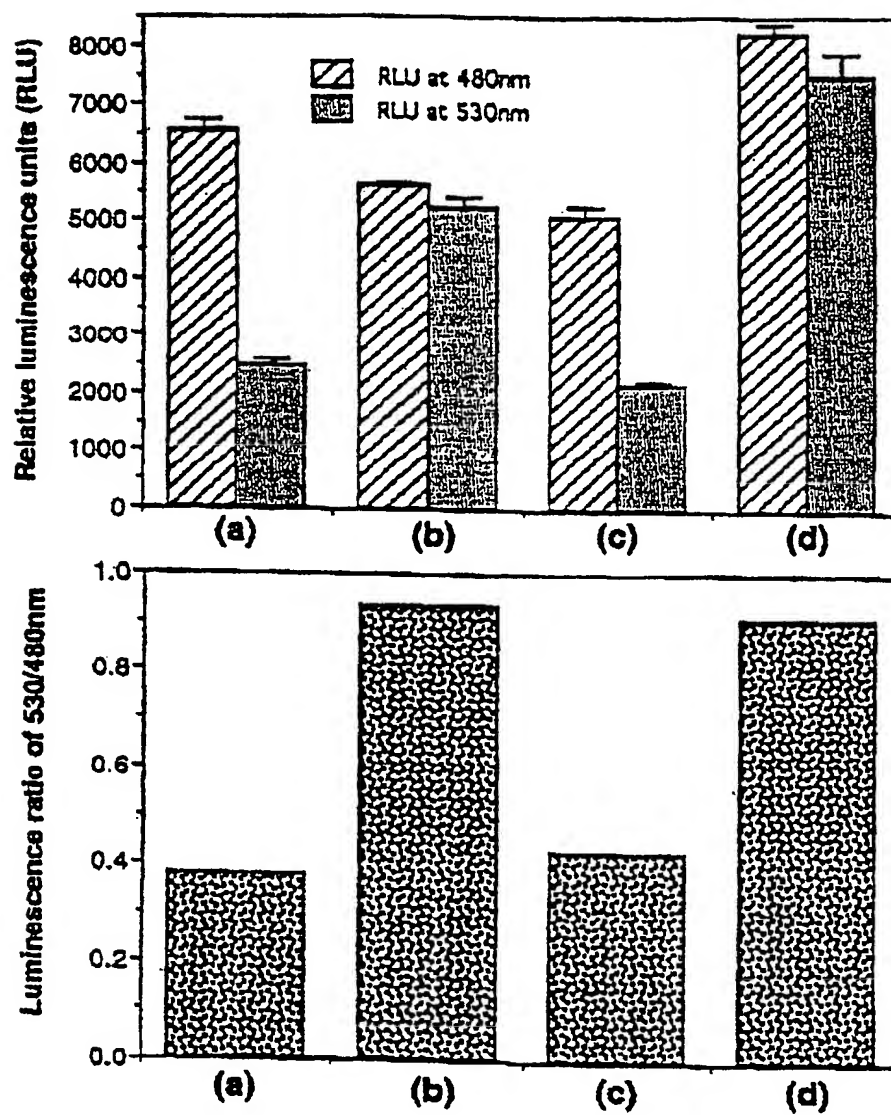 Relative luminescence units (RLU)
8000
7000
6000
5000
4000
3000
2000
1000
0
RLU at 480nm
RLU at 530nm
(a) (b) (c) (d)
Luminescence ratio of 530/480nm
1.0
0.8
0.6
0.4
0.2
0.0
(a) (b) (c) (d)